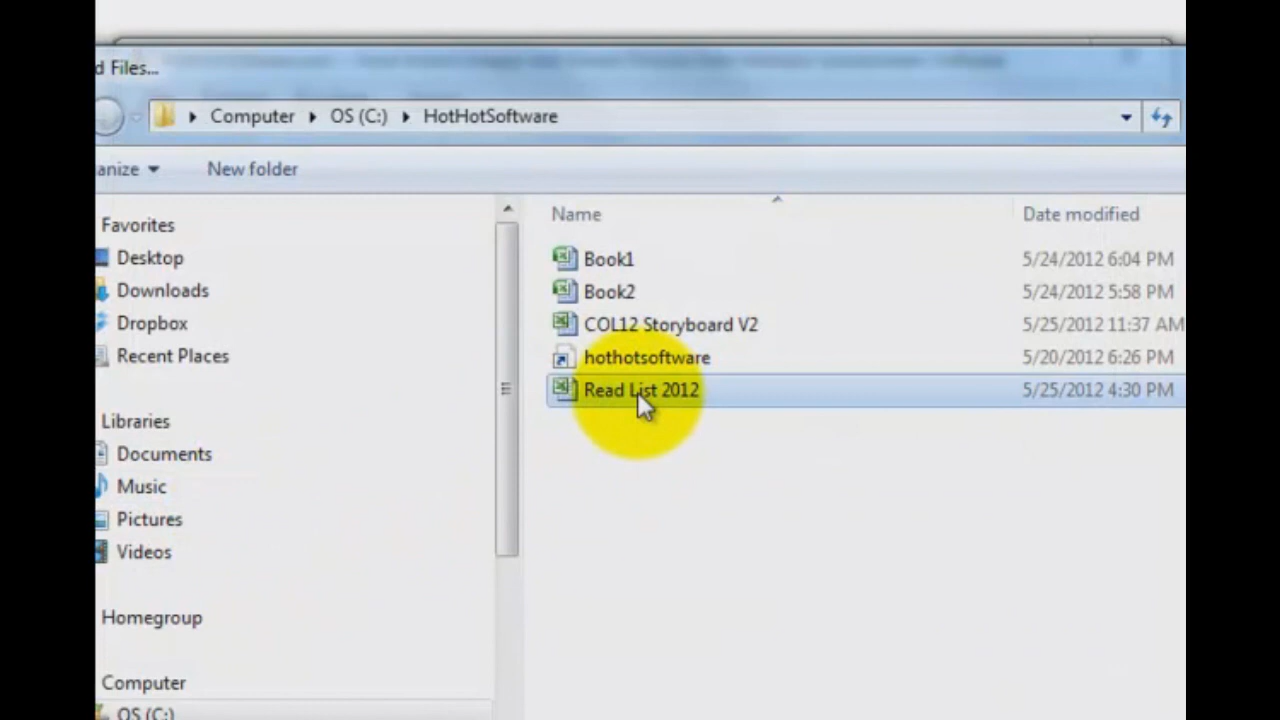 d Files...
Computer OS (C:) HotHotSoftware
anize New folder
Name Date modified
Favorites
Desktop
Downloads
Dropbox
Recent Places
Libraries
Documents
Music
Pictures
Videos
Homegroup
Computer
OS (C:)
Book1 5/24/2012 6:04 PM
Book2 5/24/2012 5:58 PM
COL12 Storyboard V2 5/25/2012 11:37 AM
hothotsoftware 5/20/2012 6:26 PM
Read List 2012 5/25/2012 4:30 PM